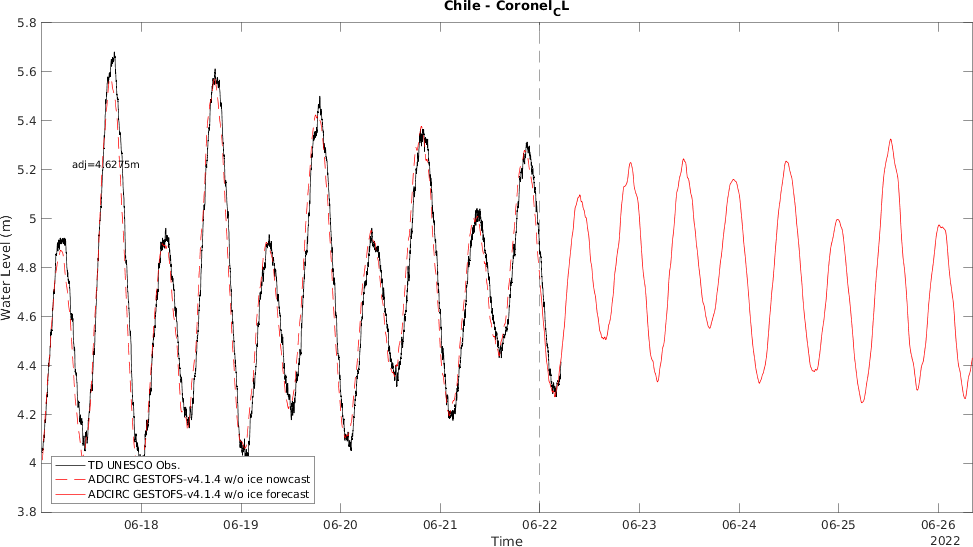 Chile - Coronel_CL
5.8
5.6
5.4
5.2
5
4.8
4.6
4.4
4.2
4
3.8
Water Level (m)
adj=4.6275m
TD UNESCO Obs.
ADCIRC GESTOFS-v4.1.4 w/o ice nowcast
ADCIRC GESTOFS-v4.1.4 w/o ice forecast
06-18 06-19 06-20 06-21 06-22 06-23 06-24 06-25 06-26
Time 2022